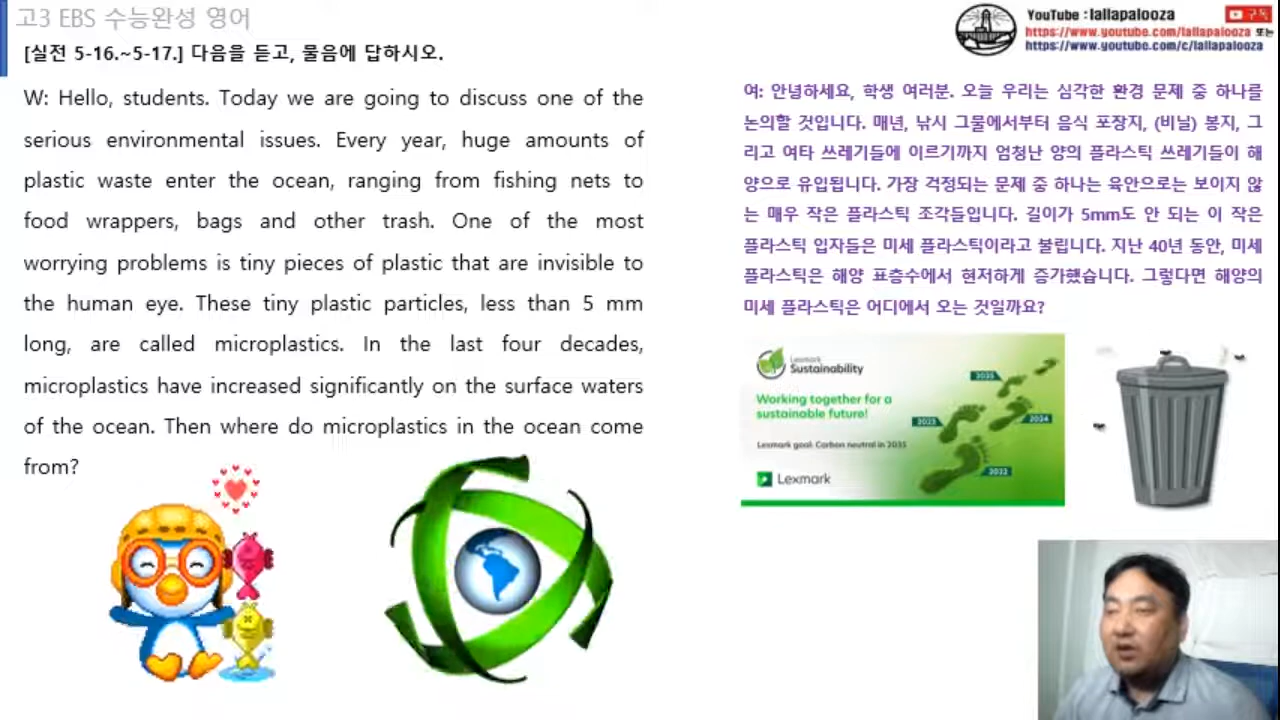 고3 EBS 수능완성 영어
[실전 5-16.~5-17.] 다음을 듣고, 물음에 답하시오.
YouTube : lallapalooza
구독
https://www.youtube.com/lallapalooza 또는
https://www.youtube.com/c/lallapalooza
W: Hello, students. Today we are going to discuss one of the
serious environmental issues. Every year, huge amounts of
plastic waste enter the ocean, ranging from fishing nets to
food wrappers, bags and other trash. One of the most
worrying problems is tiny pieces of plastic that are invisible to
the human eye. These tiny plastic particles, less than 5 mm
long, are called microplastics. In the last four decades,
microplastics have increased significantly on the surface waters
of the ocean. Then where do microplastics in the ocean come
from?
여: 안녕하세요, 학생 여러분. 오늘 우리는 심각한 환경 문제 중 하나를
논의할 것입니다. 매년, 낚시 그물에서부터 음식 포장지, (비닐) 봉지, 그
리고 여타 쓰레기들에 이르기까지 엄청난 양의 플라스틱 쓰레기들이 해
양으로 유입됩니다. 가장 걱정되는 문제 중 하나는 육안으로는 보이지 않
는 매우 작은 플라스틱 조각들입니다. 길이가 5mm도 안 되는 이 작은
플라스틱 입자들은 미세 플라스틱이라고 불립니다. 지난 40년 동안, 미세
플라스틱은 해양 표층수에서 현저하게 증가했습니다. 그렇다면 해양의
미세 플라스틱은 어디에서 오는 것일까요?
Lexmark
Sustainability
Working together for a
sustainable future!
Lexmark goal: Carbon neutral in 2035
Lexmark
2035
2024
2023
2022